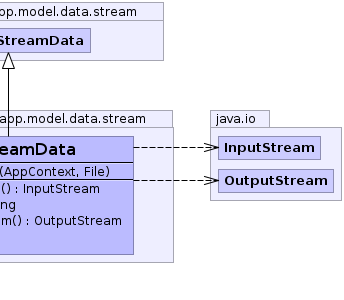 pp.model.data.stream
StreamData
app.model.data.stream
java.io
eamData
(AppContext, File)
() : InputStream
ng
m() : OutputStream
InputStream
OutputStream